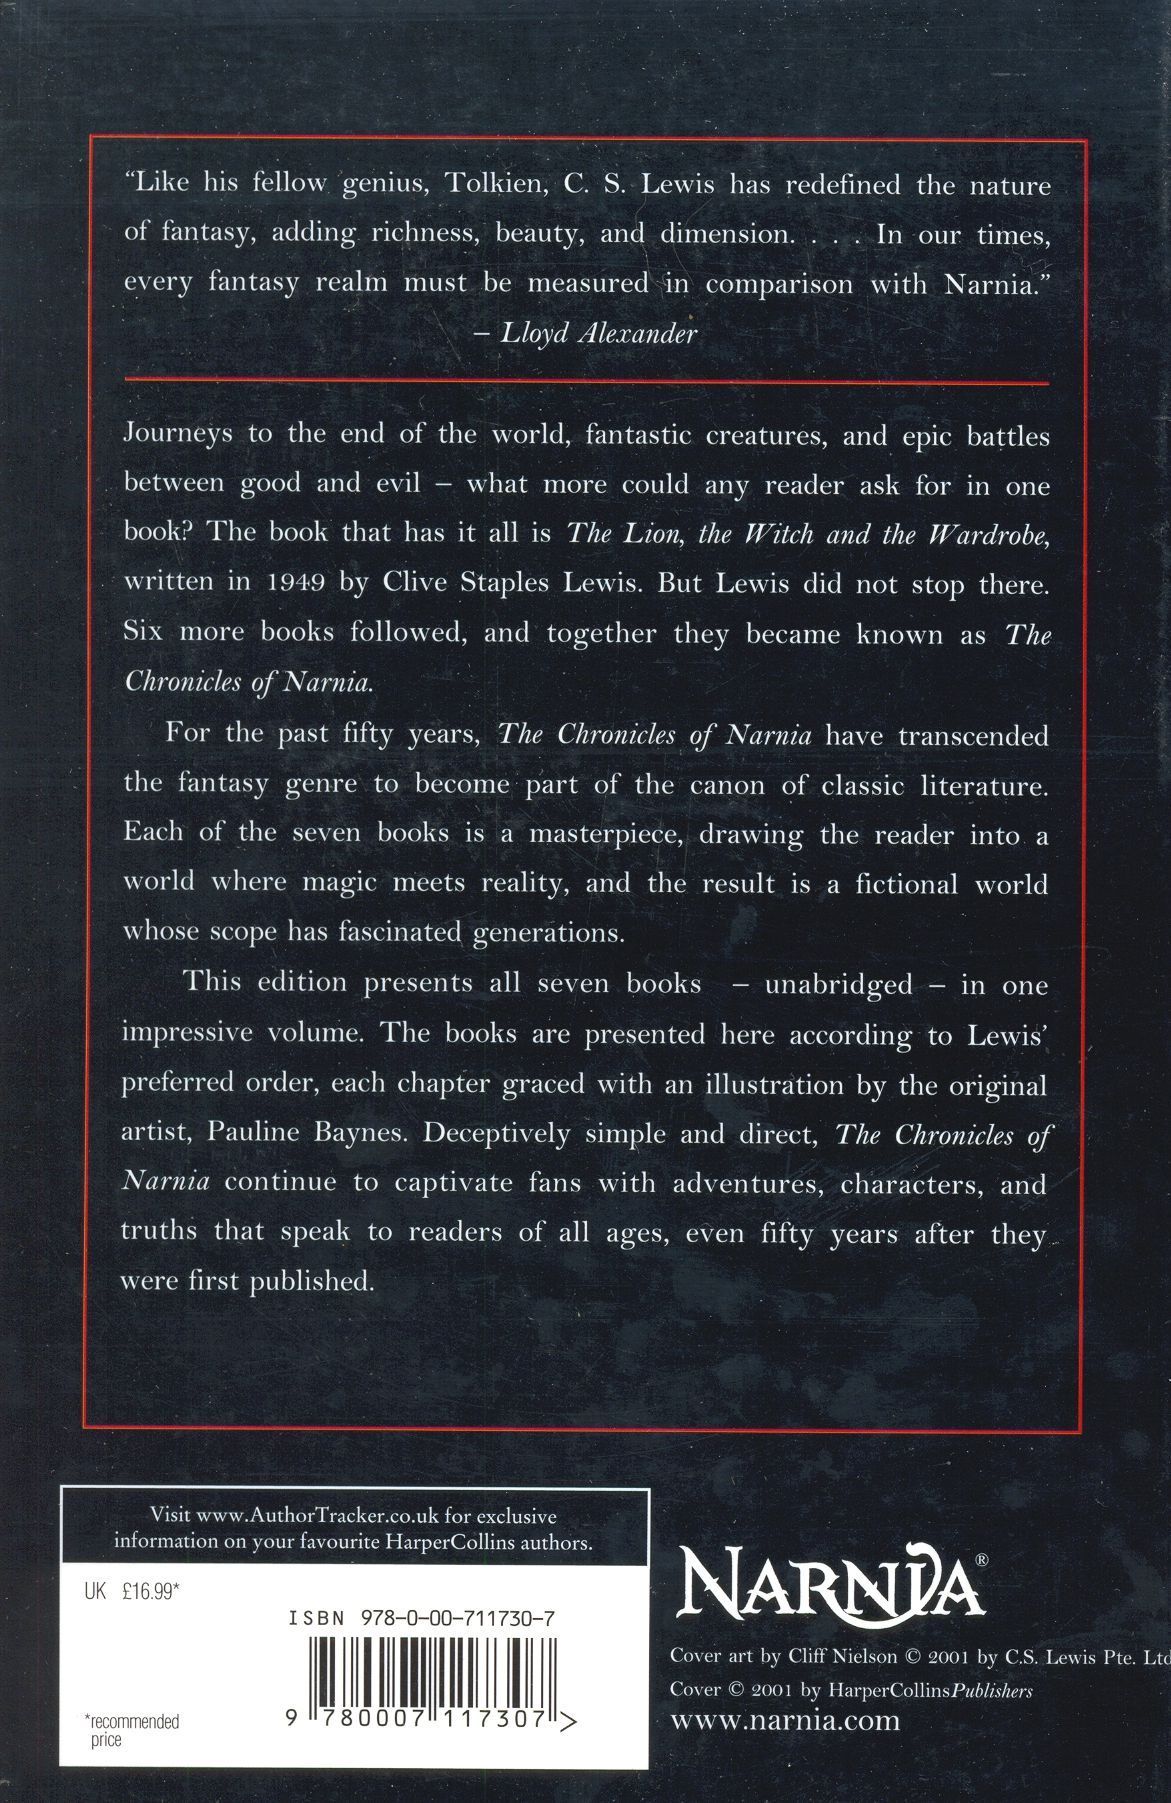 “Like his fellow genius, Tolkien, C. S. Lewis has redefined the nature
of fantasy, adding richness, beauty, and dimension. . . . In our times,
every fantasy realm must be measured in comparison with Narnia.”
– Lloyd Alexander
Journeys to the end of the world, fantastic creatures, and epic battles
between good and evil – what more could any reader ask for in one
book? The book that has it all is The Lion, the Witch and the Wardrobe,
written in 1949 by Clive Staples Lewis. But Lewis did not stop there.
Six more books followed, and together they became known as The
Chronicles of Narnia.
For the past fifty years, The Chronicles of Narnia have transcended
the fantasy genre to become part of the canon of classic literature.
Each of the seven books is a masterpiece, drawing the reader into a
world where magic meets reality, and the result is a fictional world
whose scope has fascinated generations.
This edition presents all seven books – unabridged – in one
impressive volume. The books are presented here according to Lewis’
preferred order, each chapter graced with an illustration by the original
artist, Pauline Baynes. Deceptively simple and direct, The Chronicles of
Narnia continue to captivate fans with adventures, characters, and
truths that speak to readers of all ages, even fifty years after they
were first published.
Visit www.AuthorTracker.co.uk for exclusive
information on your favourite HarperCollins authors.
UK £16.99*
ISBN 978-0-00-711730-7
9 780007 117307 >
*recommended
price
NARNIA®
Cover art by Cliff Nielson © 2001 by C.S. Lewis Pte. Ltd
Cover © 2001 by HarperCollinsPublishers
www.narnia.com